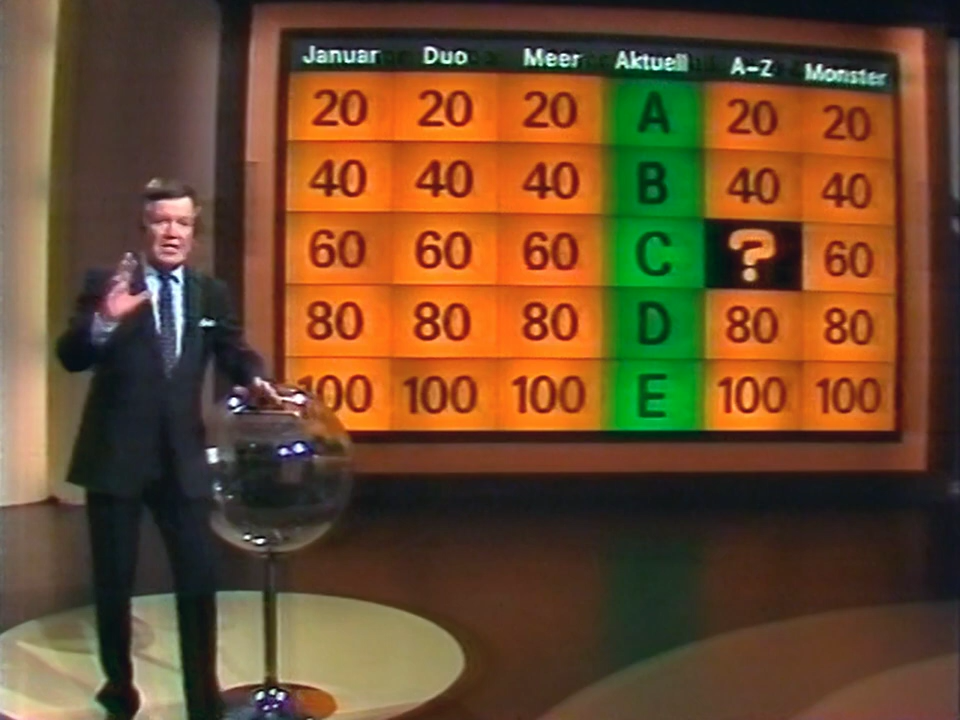 Januar Duo Meer Aktuell A-Z Monster
20 20 20 A 20 20
40 40 40 B 40 40
60 60 60 C ? 60
80 80 80 D 80 80
100 100 100 E 100 100